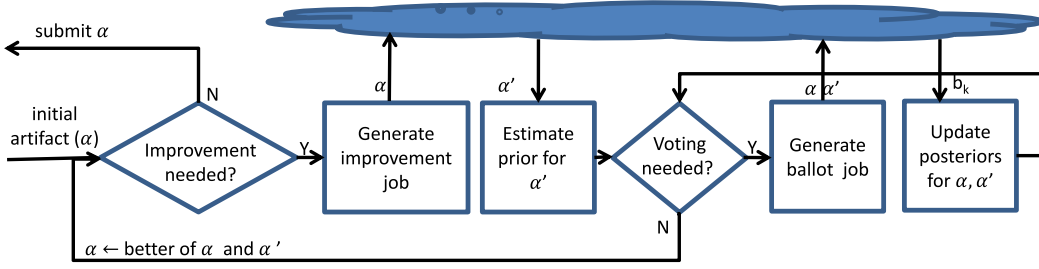 submit α
N
initial
artifact (α)
Improvement
needed?
Y
α
Generate
improvement
job
α’
Estimate
prior for
α’
Voting
needed?
Y
N
α α’
Generate
ballot job
b_k
Update
posteriors
for α, α’
α ← better of α and α ’